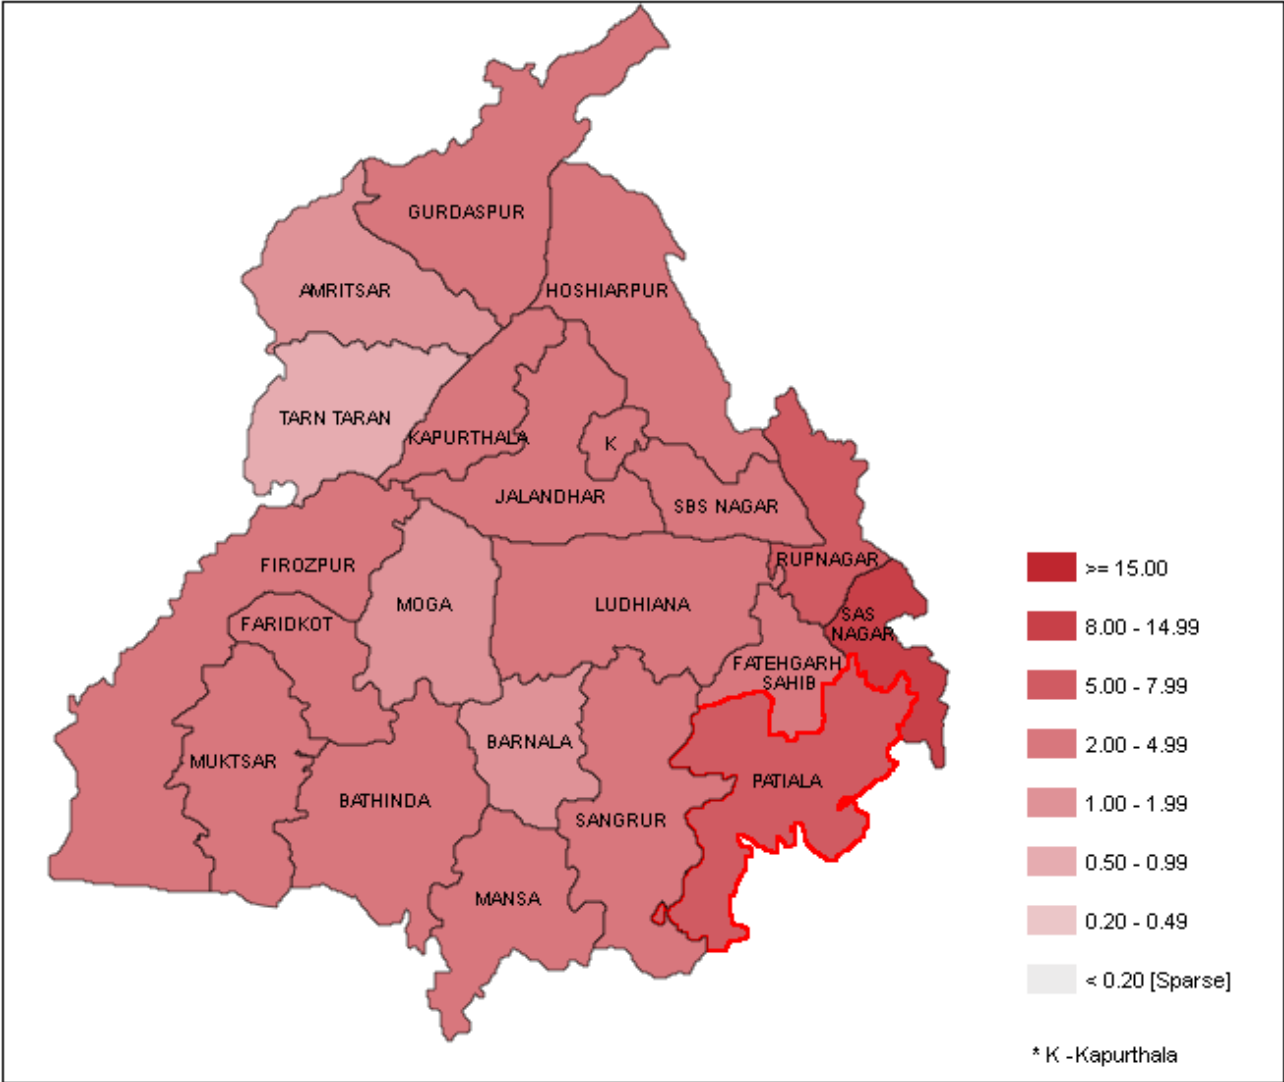 GURDASPUR
AMRITSAR
HOSHIARPUR
TARN TARAN
KAPURTHALA
K
JALANDHAR
SBS NAGAR
FIROZPUR
RUPNAGAR
MOGA
LUDHIANA
FARIDKOT
SAS
NAGAR
FATEHGARH
SAHIB
BARNALA
MUKTSAR
PATIALA
BATHINDA
SANGRUR
MANSA
>= 15.00
8.00 - 14.99
5.00 - 7.99
2.00 - 4.99
1.00 - 1.99
0.50 - 0.99
0.20 - 0.49
< 0.20 [Sparse]
* K -Kapurthala